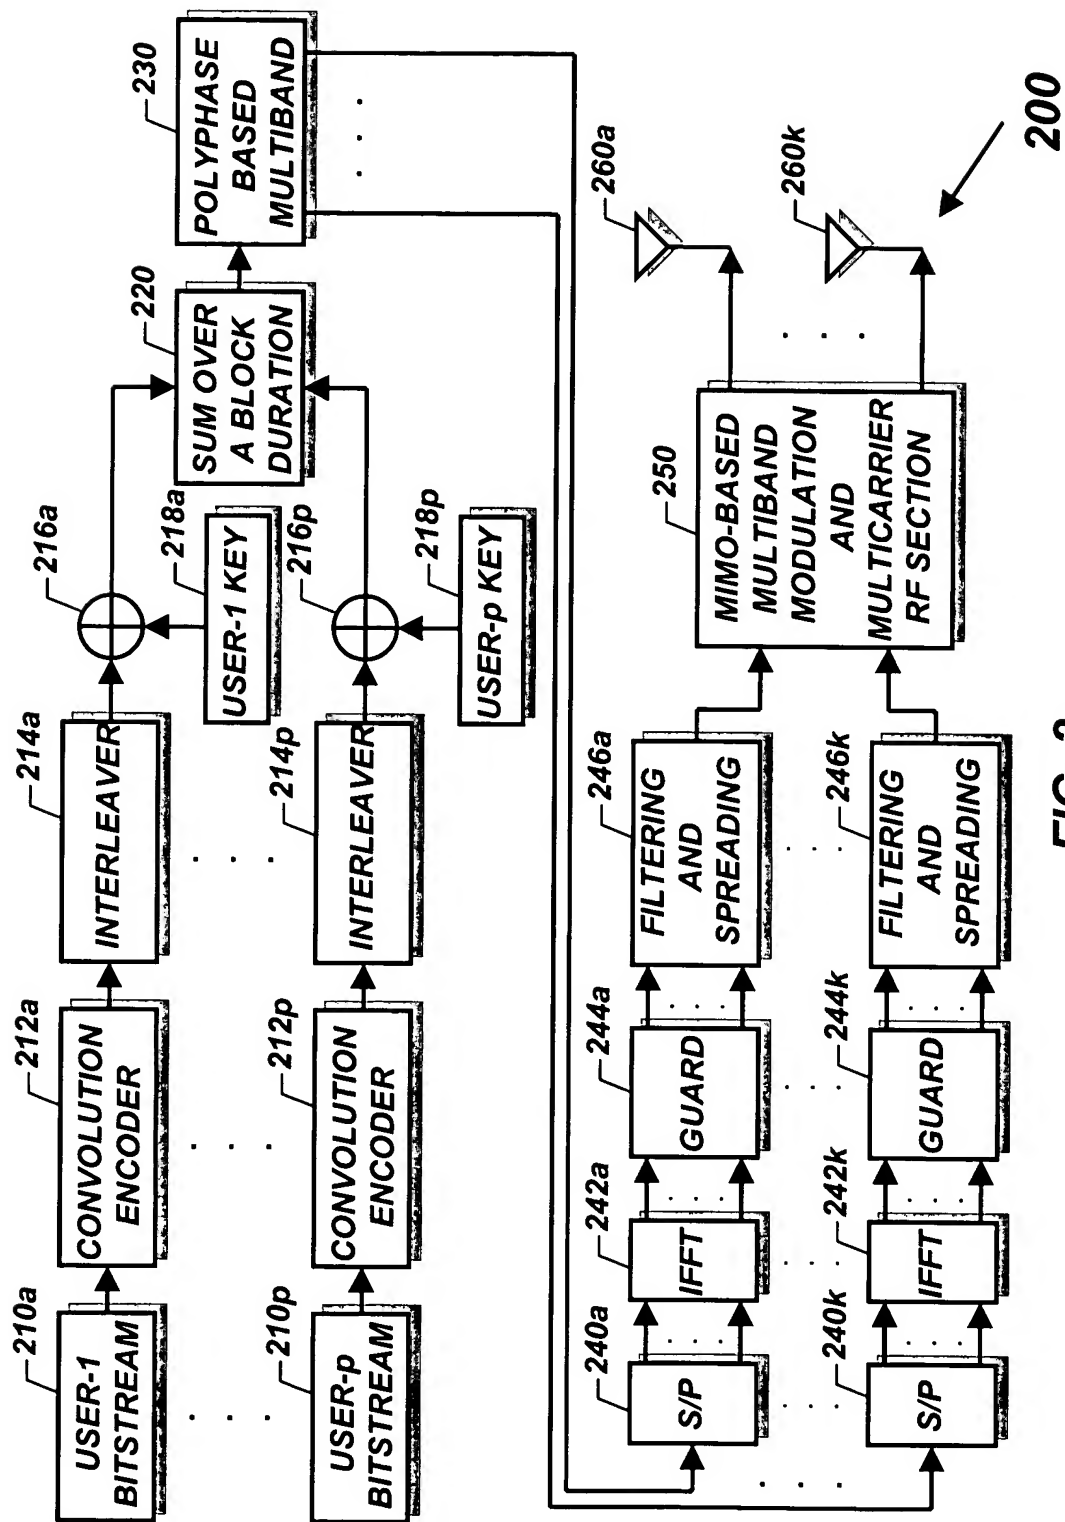 210a
USER-1
BITSTREAM
212a
CONVOLUTION
ENCODER
214a
INTERLEAVER
216a
218a
USER-1 KEY
210p
USER-p
BITSTREAM
212p
CONVOLUTION
ENCODER
214p
INTERLEAVER
216p
218p
USER-p KEY
220
SUM OVER
A BLOCK
DURATION
230
POLYPHASE
BASED
MULTIBAND
240a
S/P
242a
IFFT
244a
GUARD
246a
FILTERING
AND
SPREADING
240k
S/P
242k
IFFT
244k
GUARD
246k
FILTERING
AND
SPREADING
250
MIMO-BASED
MULTIBAND
MODULATION
AND
MULTICARRIER
RF SECTION
260a
260k
200
FIG.